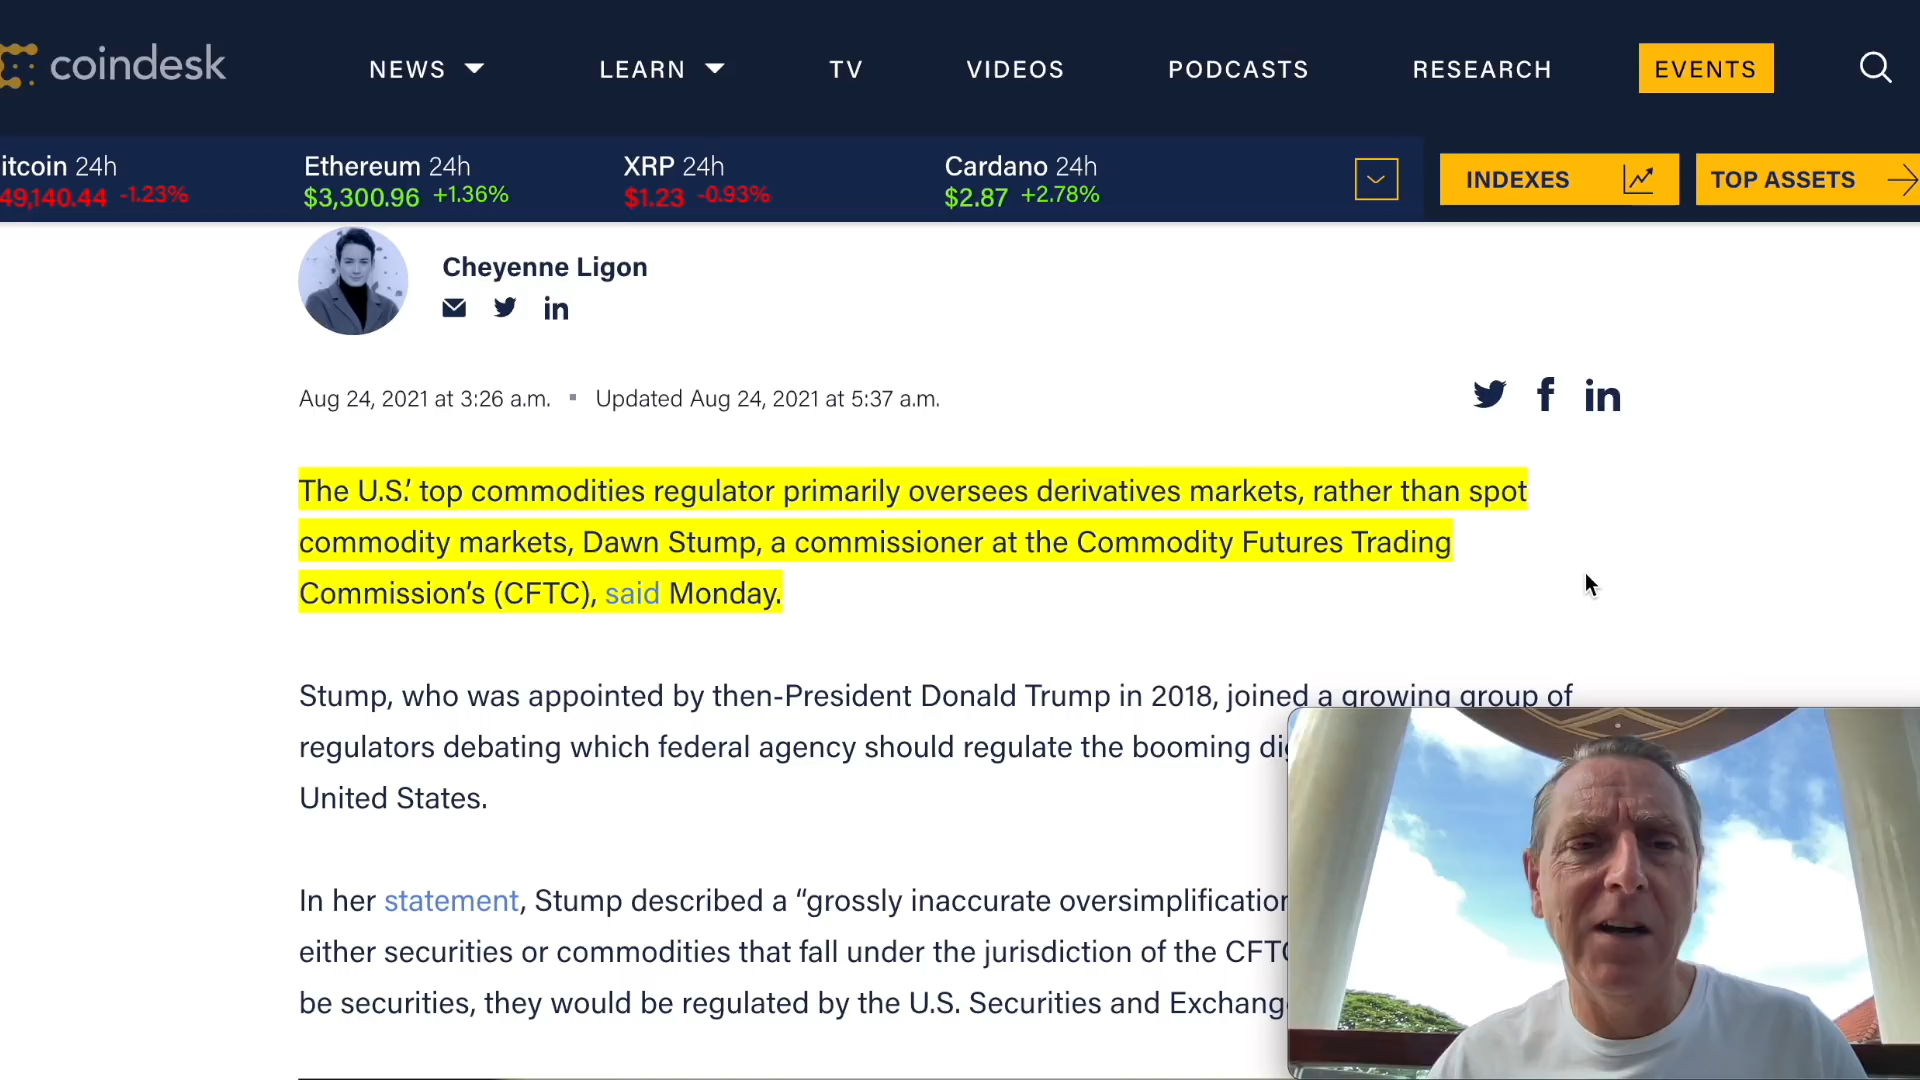 coindesk
NEWS
LEARN
TV
VIDEOS
PODCASTS
RESEARCH
EVENTS
itcoin 24h
49,140.44 -1.23%
Ethereum 24h
$3,300.96 +1.36%
XRP 24h
$1.23 -0.93%
Cardano 24h
$2.87 +2.78%
INDEXES
TOP ASSETS
Cheyenne Ligon
Aug 24, 2021 at 3:26 a.m. ▪ Updated Aug 24, 2021 at 5:37 a.m.
The U.S.’ top commodities regulator primarily oversees derivatives markets, rather than spot
commodity markets, Dawn Stump, a commissioner at the Commodity Futures Trading
Commission’s (CFTC), said Monday.
Stump, who was appointed by then-President Donald Trump in 2018, joined a growing group of
regulators debating which federal agency should regulate the booming di
United States.
In her statement, Stump described a “grossly inaccurate oversimplification
either securities or commodities that fall under the jurisdiction of the CFTC
be securities, they would be regulated by the U.S. Securities and Exchang